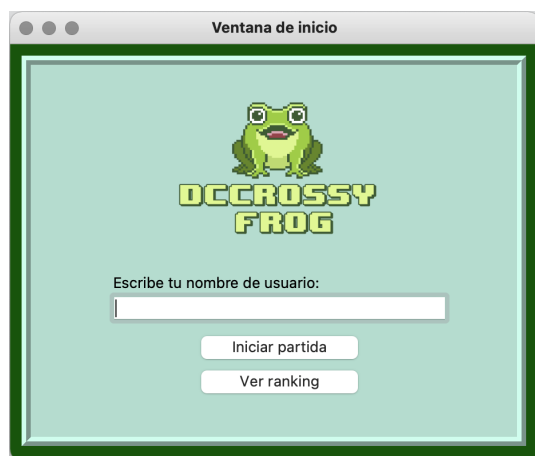 Ventana de inicio
DCCROSSY
FROG
Escribe tu nombre de usuario:
Iniciar partida
Ver ranking